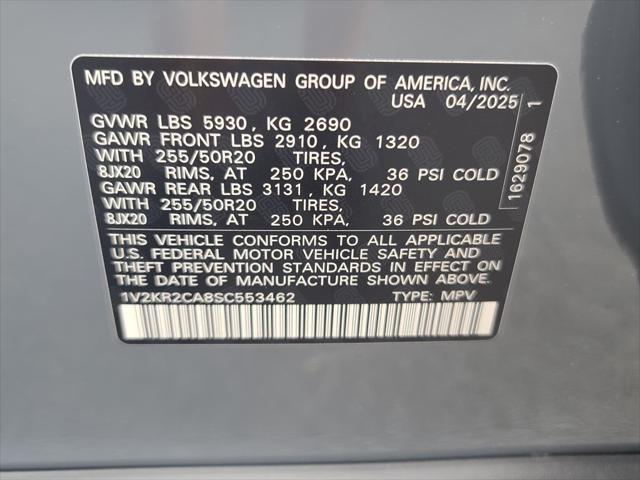 MFD BY VOLKSWAGEN GROUP OF AMERICA, INC.
USA 04/2025
GVWR LBS 5930, KG 2690
GAWR FRONT LBS 2910, KG 1320
WITH 255/50R20 TIRES,
8JX20 RIMS, AT 250 KPA, 36 PSI COLD
GAWR REAR LBS 3131, KG 1420
WITH 255/50R20 TIRES,
8JX20 RIMS, AT 250 KPA, 36 PSI COLD
THIS VEHICLE CONFORMS TO ALL APPLICABLE
U.S. FEDERAL MOTOR VEHICLE SAFETY AND
THEFT PREVENTION STANDARDS IN EFFECT ON
THE DATE OF MANUFACTURE SHOWN ABOVE.
1V2KR2CA8SC553462 TYPE: MPV
1629078 1